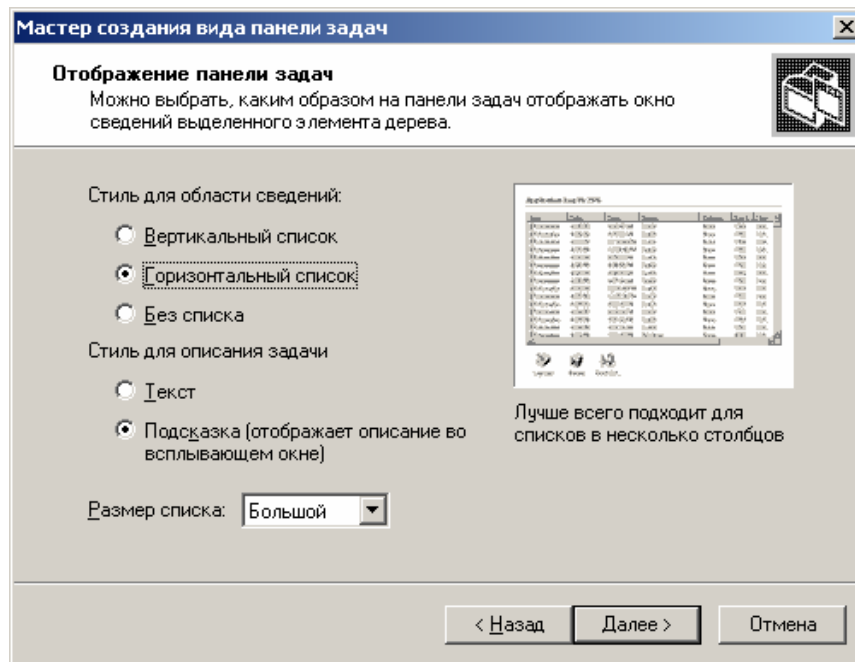 Мастер создания вида панели задач
Отображение панели задач
Можно выбрать, каким образом на панели задач отображать окно
сведений выделенного элемента дерева.
Стиль для области сведений:
Вертикальный список
Горизонтальный список
Без списка
Стиль для описания задачи
Текст
Подсказка (отображает описание во
всплывающем окне)
Размер списка: Большой
Лучше всего подходит для
списков в несколько столбцов
< Назад Далее > Отмена